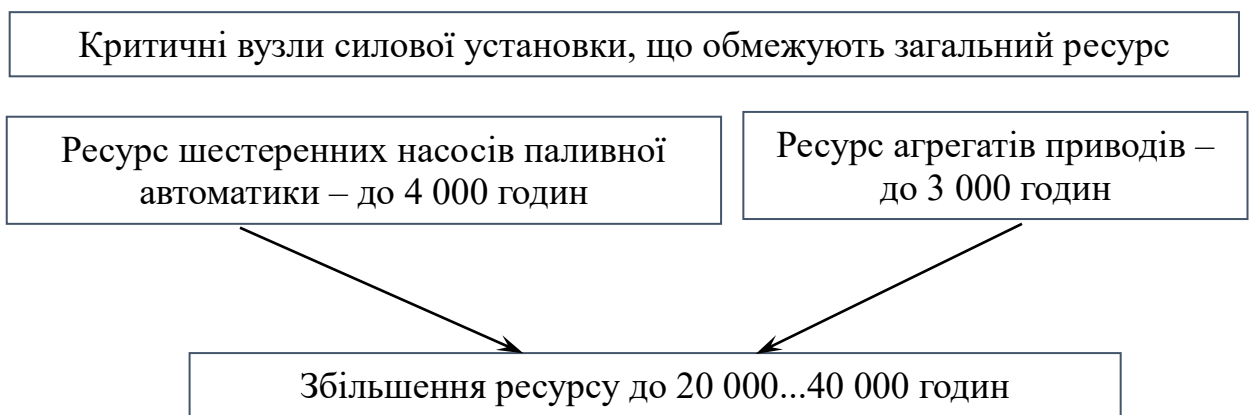 Критичні вузли силової установки, що обмежують загальний ресурс
Ресурс шестеренних насосів паливної
автоматики – до 4 000 годин
Ресурс агрегатів приводів –
до 3 000 годин
Збільшення ресурсу до 20 000...40 000 годин